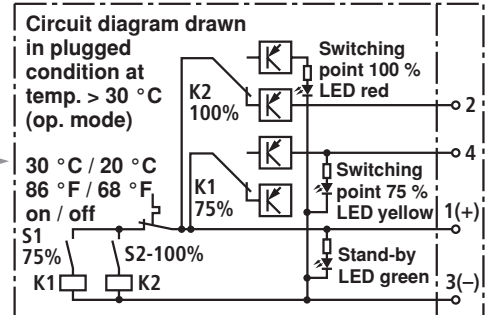 Circuit diagram drawn
in plugged
condition at
temp. > 30 °C
(op. mode)
Switching
point 100 %
LED red
K2
100%
2
4
30 °C / 20 °C
86 °F / 68 °F
on / off
K1
75%
Switching
point 75 %
LED yellow
1(+)
S1
75%
S2-100%
Stand-by
LED green
K1
K2
3(–)